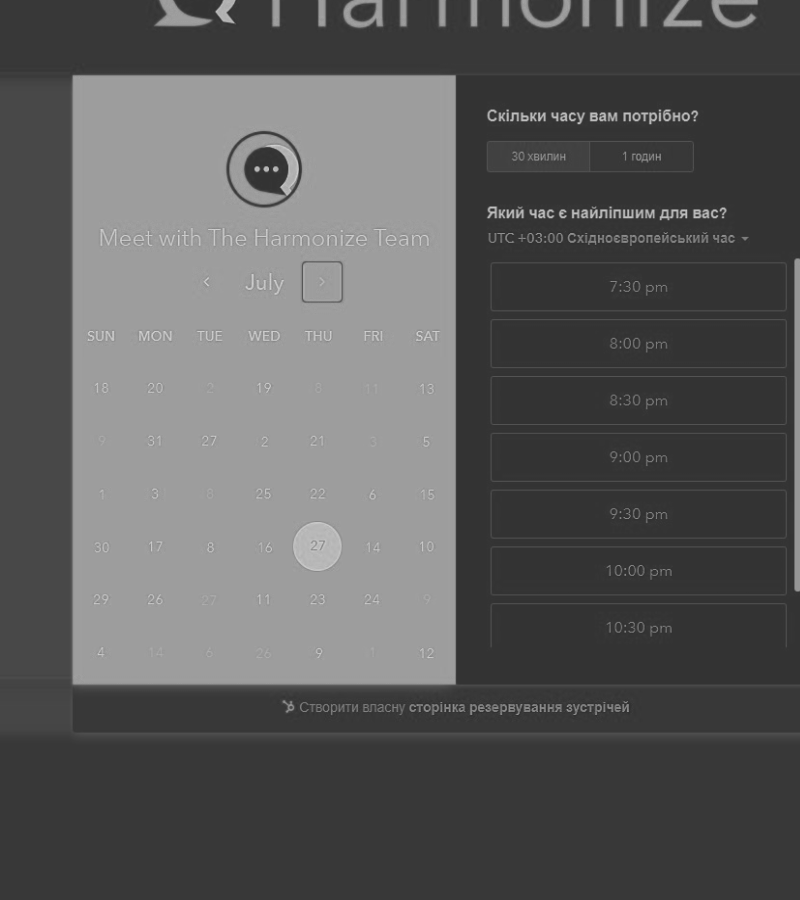 Harmonize
Meet with The Harmonize Team
July
SUN MON TUE WED THU FRI SAT
18 20 2 19 8 11 13
9 31 27 2 21 3 5
1 3 25 22 6 15
30 17 8 16 27 14 10
29 26 27 11 23 24 9
4 14 6 26 9 1 12
Скільки часу вам потрібно?
30 хвилин 1 годин
Який час є найліпшим для вас?
UTC +03:00 Східноєвропейський час
7:30 pm
8:00 pm
8:30 pm
9:00 pm
9:30 pm
10:00 pm
10:30 pm
Створити власну сторінка резервування зустрічей